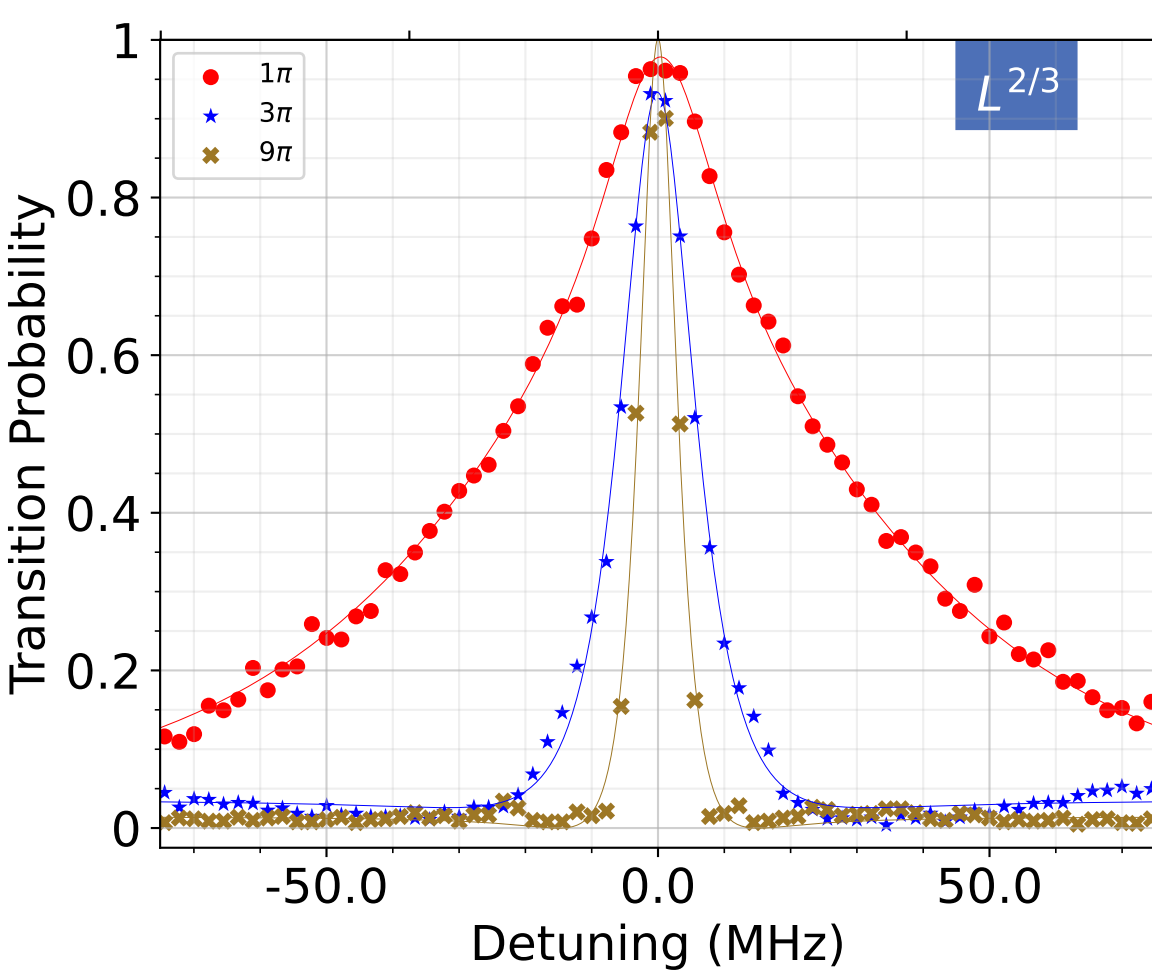 1π
3π
9π
L^2/3
Transition Probability
1
0.8
0.6
0.4
0.2
0
-50.0 0.0 50.0
Detuning (MHz)